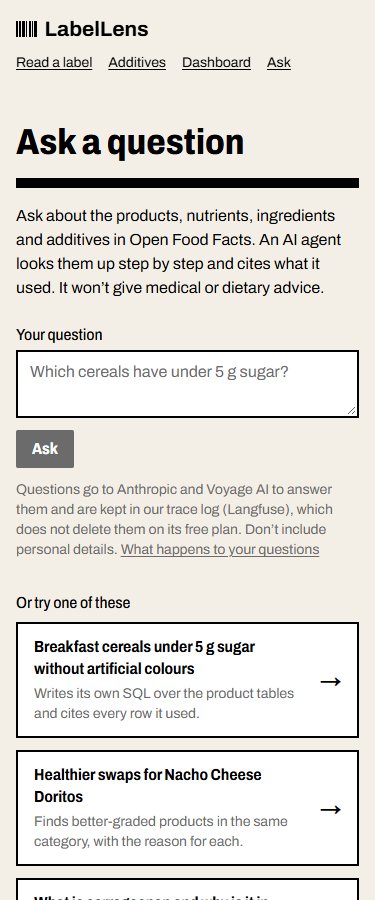 LabelLens
Read a label Additives Dashboard Ask
Ask a question
Ask about the products, nutrients, ingredients
and additives in Open Food Facts. An AI agent
looks them up step by step and cites what it
used. It won’t give medical or dietary advice.
Your question
Which cereals have under 5 g sugar?
Ask
Questions go to Anthropic and Voyage AI to answer
them and are kept in our trace log (Langfuse), which
does not delete them on its free plan. Don’t include
personal details. What happens to your questions
Or try one of these
Breakfast cereals under 5 g sugar
without artificial colours
Writes its own SQL over the product tables
and cites every row it used.
→
Healthier swaps for Nacho Cheese
Doritos
Finds better-graded products in the same
category, with the reason for each.
→